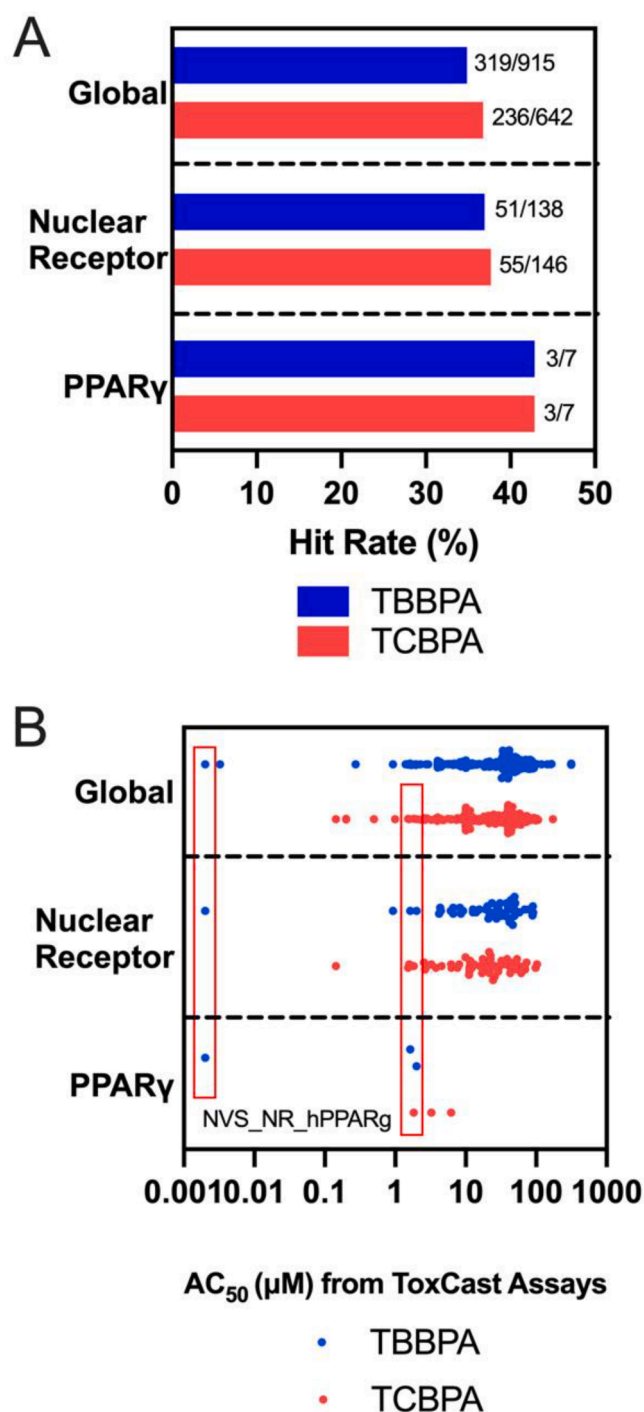 A
Global
319/915
236/642
Nuclear
Receptor
51/138
55/146
PPARγ
3/7
3/7
0 10 20 30 40 50
Hit Rate (%)
TBBPA
TCBPA
B
Global
Nuclear
Receptor
PPARγ
NVS_NR_hPPARg
0.001 0.01 0.1 1 10 100 1000
AC50 (μM) from ToxCast Assays
TBBPA
TCBPA